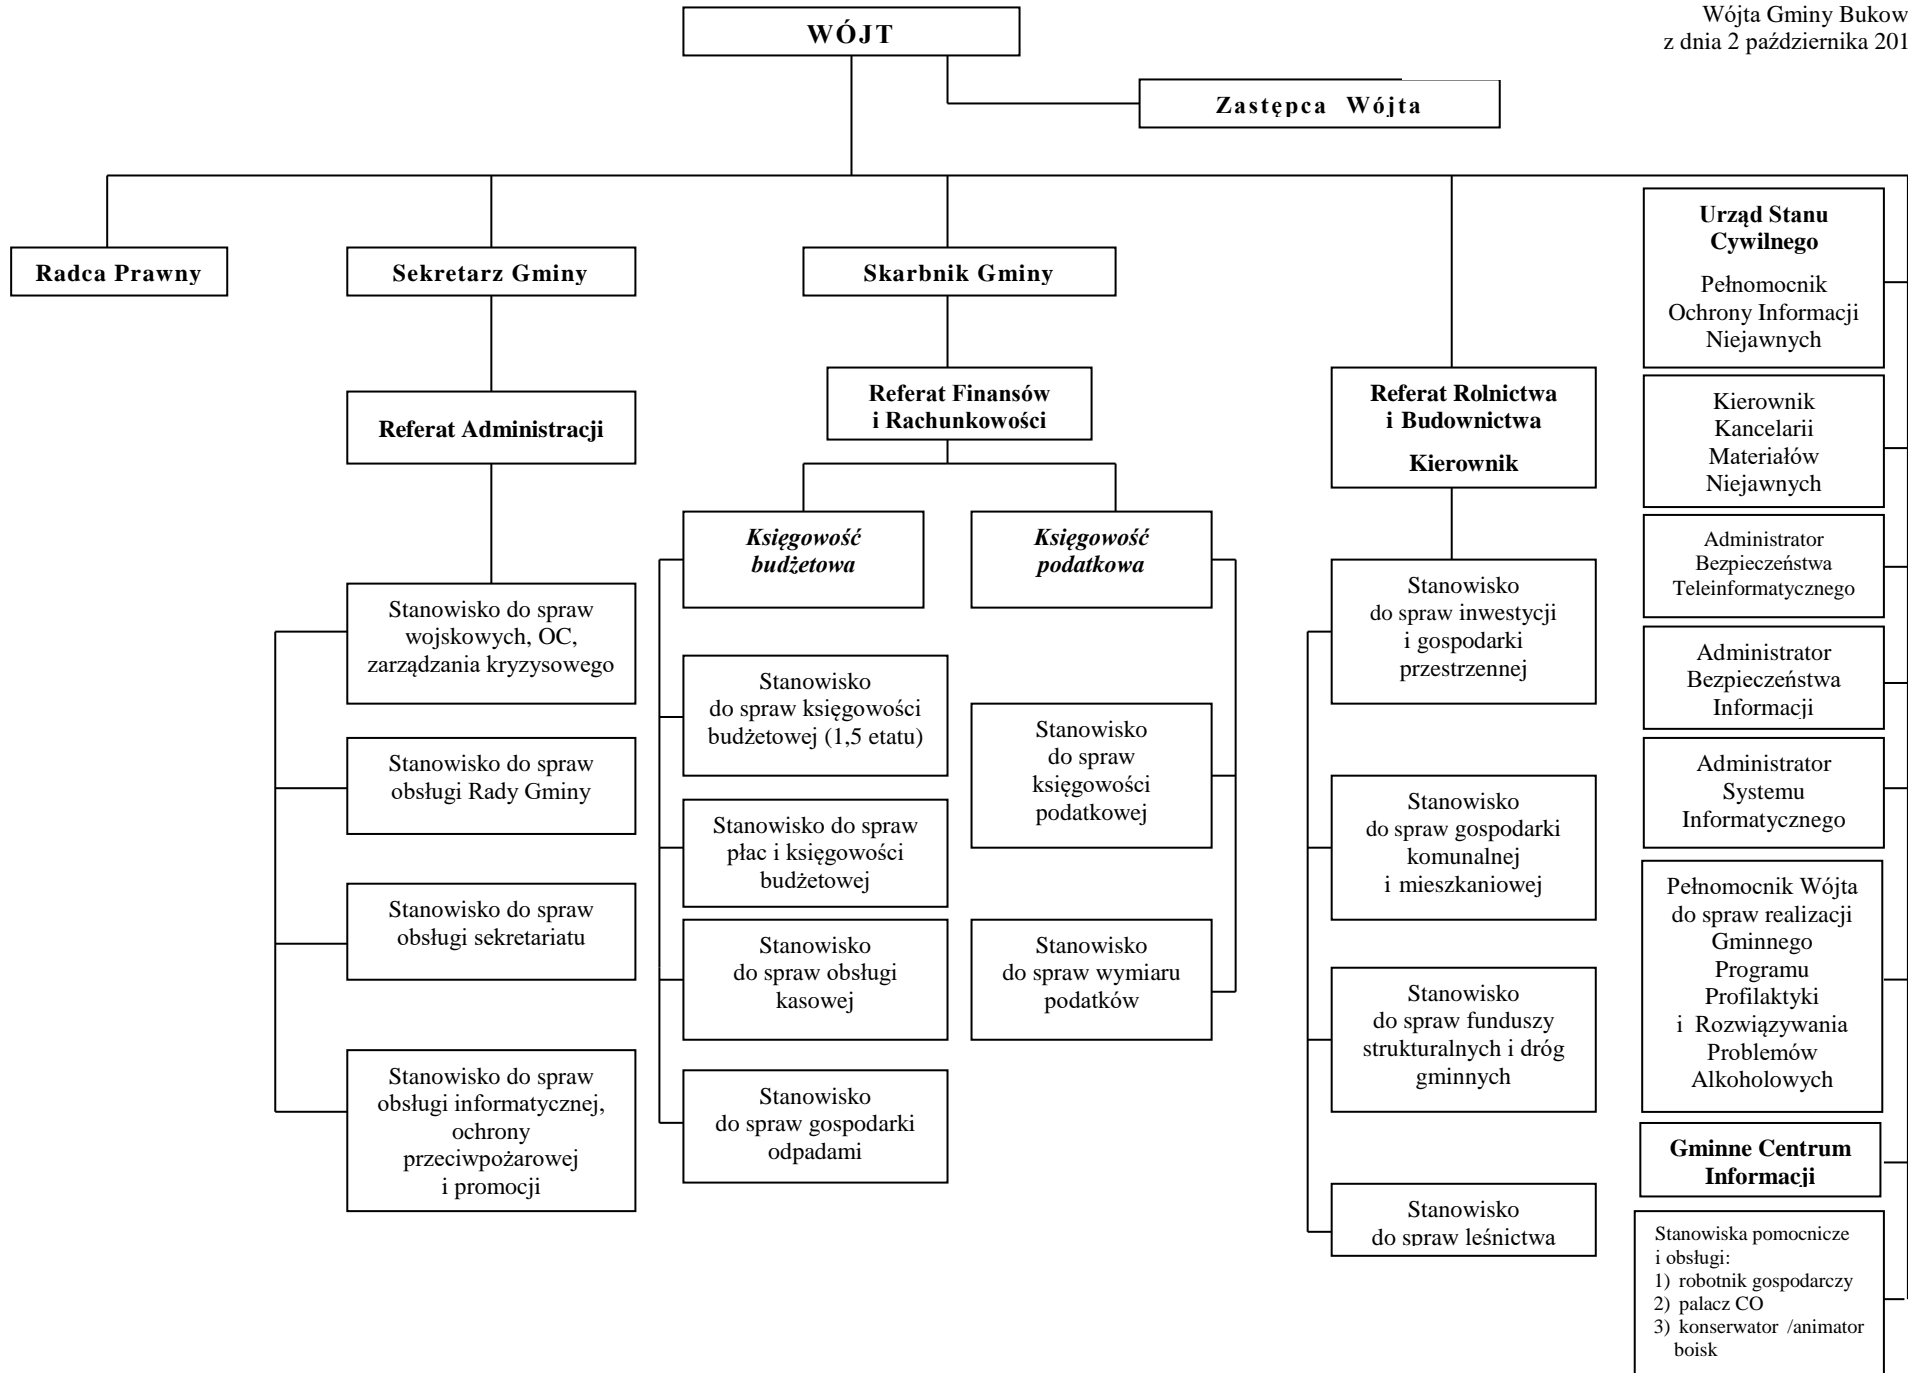 Wójta Gminy Bukow
z dnia 2 października 201
WÓJT
Zastępca Wójta
Radca Prawny
Sekretarz Gminy
Skarbnik Gminy
Referat Administracji
Referat Finansów
i Rachunkowości
Referat Rolnictwa
i Budownictwa
Kierownik
Stanowisko do spraw
wojskowych, OC,
zarządzania kryzysowego
Stanowisko do spraw
obsługi Rady Gminy
Stanowisko do spraw
obsługi sekretariatu
Stanowisko do spraw
obsługi informatycznej,
ochrony
przeciwpożarowej
i promocji
Księgowość
budżetowa
Stanowisko
do spraw księgowości
budżetowej (1,5 etatu)
Stanowisko do spraw
płac i księgowości
budżetowej
Stanowisko
do spraw obsługi
kasowej
Stanowisko
do spraw gospodarki
odpadami
Księgowość
podatkowa
Stanowisko
do spraw
księgowości
podatkowej
Stanowisko
do spraw wymiaru
podatków
Stanowisko
do spraw inwestycji
i gospodarki
przestrzennej
Stanowisko
do spraw gospodarki
komunalnej
i mieszkaniowej
Stanowisko
do spraw funduszy
strukturalnych i dróg
gminnych
Stanowisko
do spraw leśnictwa
Urząd Stanu
Cywilnego
Pełnomocnik
Ochrony Informacji
Niejawnych
Kierownik
Kancelarii
Materiałów
Niejawnych
Administrator
Bezpieczeństwa
Teleinformatycznego
Administrator
Bezpieczeństwa
Informacji
Administrator
Systemu
Informatycznego
Pełnomocnik Wójta
do spraw realizacji
Gminnego
Programu
Profilaktyki
i Rozwiązywania
Problemów
Alkoholowych
Gminne Centrum
Informacji
Stanowiska pomocnicze
i obsługi:
1) robotnik gospodarczy
2) palacz CO
3) konserwator /animator
boisk